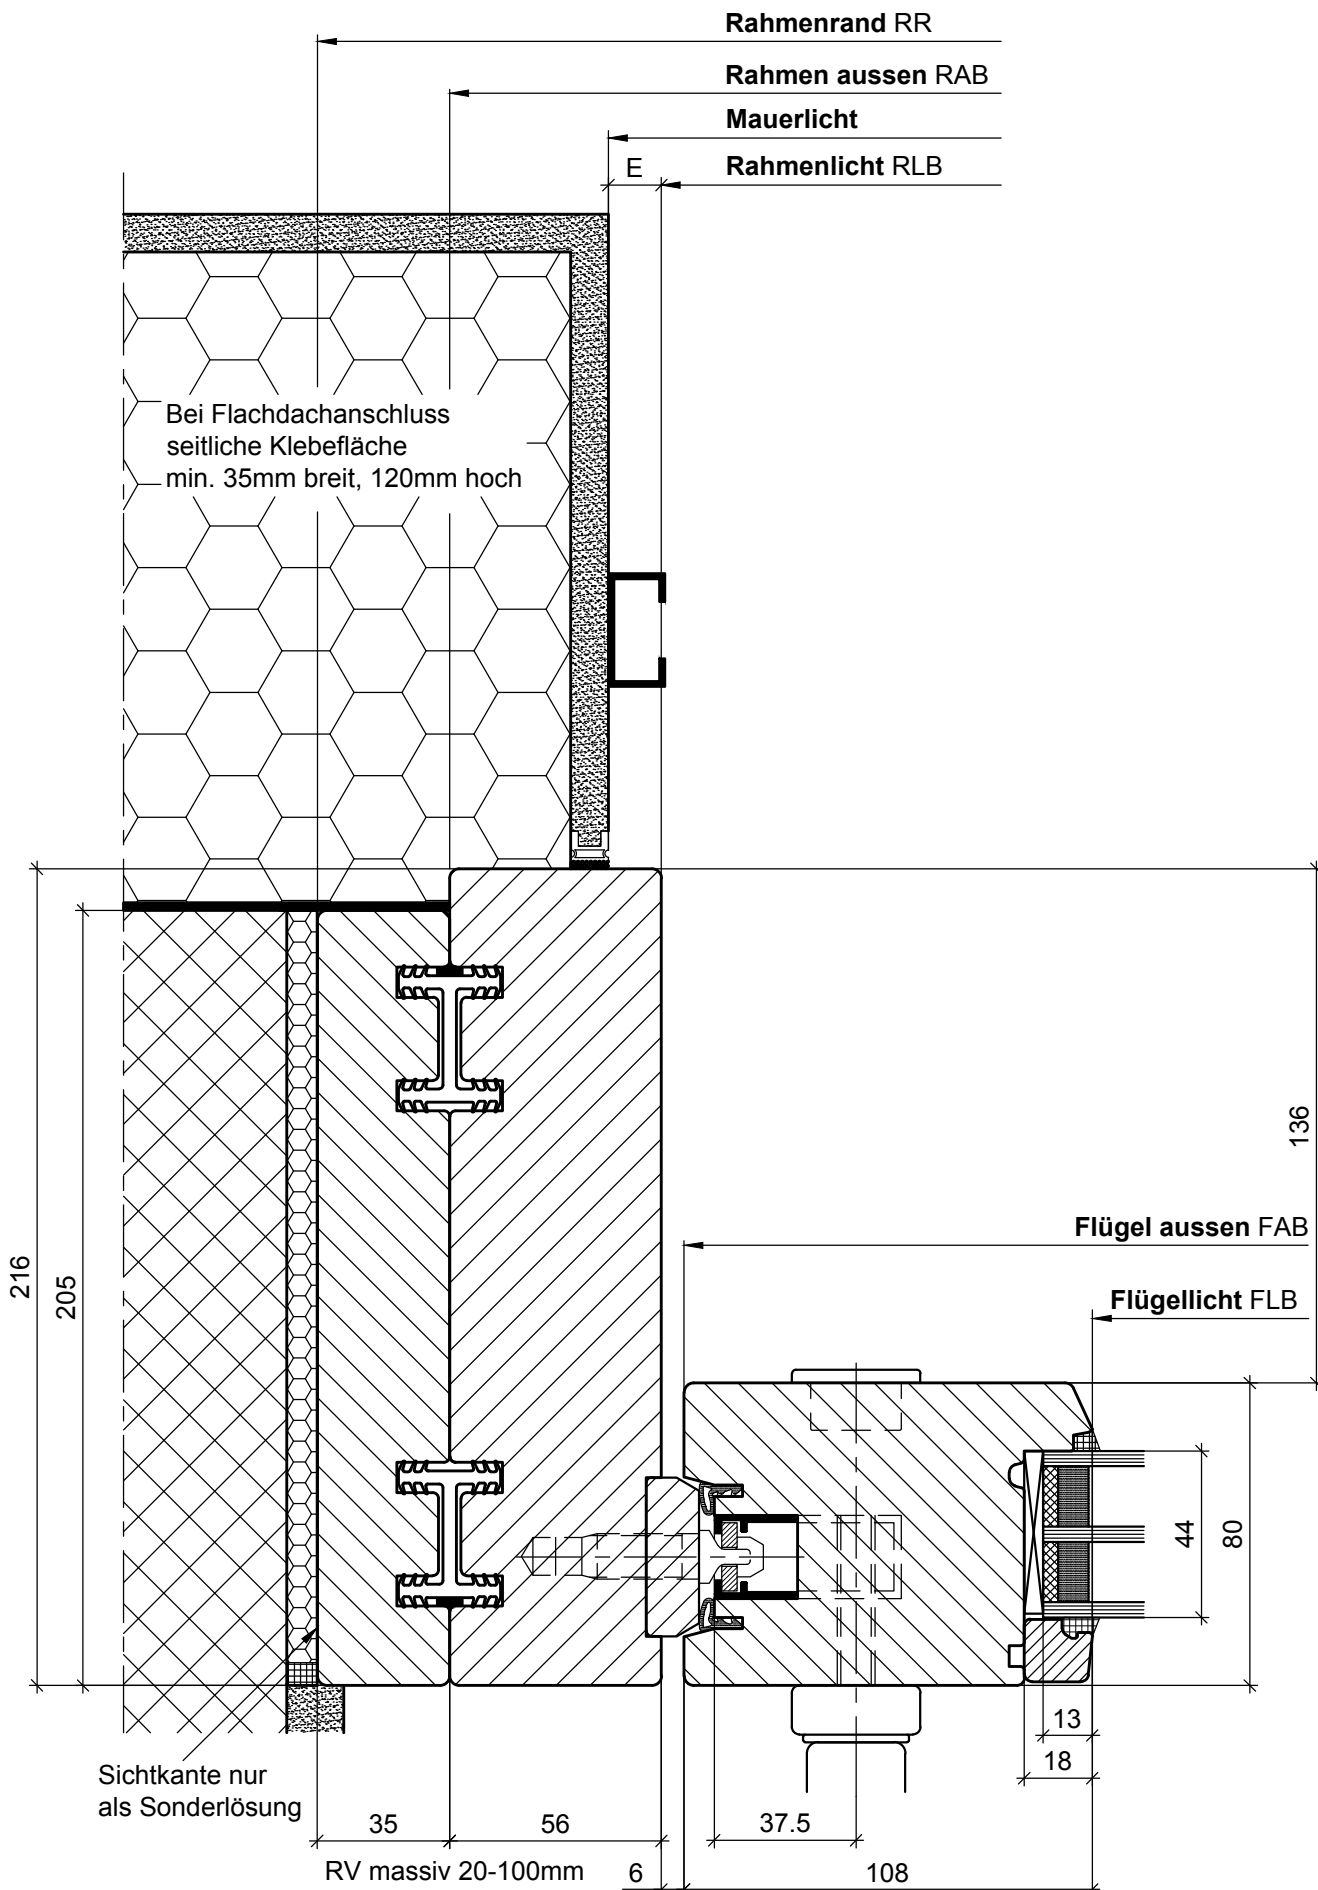 Rahmenrand RR
Rahmen aussen RAB
Mauerlicht
E
Rahmenlicht RLB
Bei Flachdachanschluss
seitliche Klebefläche
min. 35mm breit, 120mm hoch
136
216
205
Flügel aussen FAB
Flügellicht FLB
44
80
13
18
Sichtkante nur
als Sonderlösung
35
56
37.5
RV massiv 20-100mm
6
108